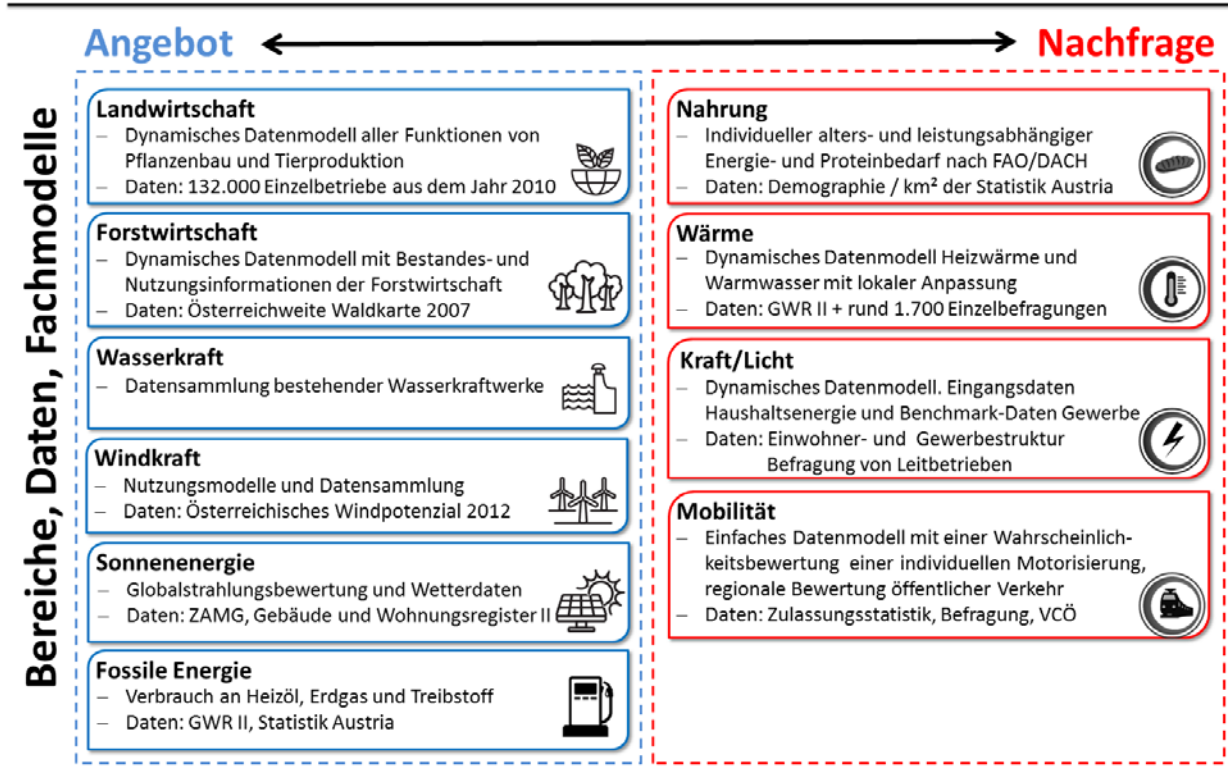 Angebot
Nachfrage
Bereiche, Daten, Fachmodelle
Landwirtschaft
– Dynamisches Datenmodell aller Funktionen von
Pflanzenbau und Tierproduktion
– Daten: 132.000 Einzelbetriebe aus dem Jahr 2010
Forstwirtschaft
– Dynamisches Datenmodell mit Bestandes- und
Nutzungsinformationen der Forstwirtschaft
– Daten: Österreichweite Waldkarte 2007
Wasserkraft
– Datensammlung bestehender Wasserkraftwerke
Windkraft
– Nutzungsmodelle und Datensammlung
– Daten: Österreichisches Windpotenzial 2012
Sonnenenergie
– Globalstrahlungsbewertung und Wetterdaten
– Daten: ZAMG, Gebäude und Wohnungsregister II
Fossile Energie
– Verbrauch an Heizöl, Erdgas und Treibstoff
– Daten: GWR II, Statistik Austria
Nahrung
– Individueller alters- und leistungsabhängiger
Energie- und Proteinbedarf nach FAO/DACH
– Daten: Demographie / km² der Statistik Austria
Wärme
– Dynamisches Datenmodell Heizwärme und
Warmwasser mit lokaler Anpassung
– Daten: GWR II + rund 1.700 Einzelbefragungen
Kraft/Licht
– Dynamisches Datenmodell. Eingangsdaten
Haushaltsenergie und Benchmark-Daten Gewerbe
– Daten: Einwohner- und Gewerbestruktur
Befragung von Leitbetrieben
Mobilität
– Einfaches Datenmodell mit einer Wahrscheinlich-
keitsbewertung einer individuellen Motorisierung,
regionale Bewertung öffentlicher Verkehr
– Daten: Zulassungsstatistik, Befragung, VCÖ